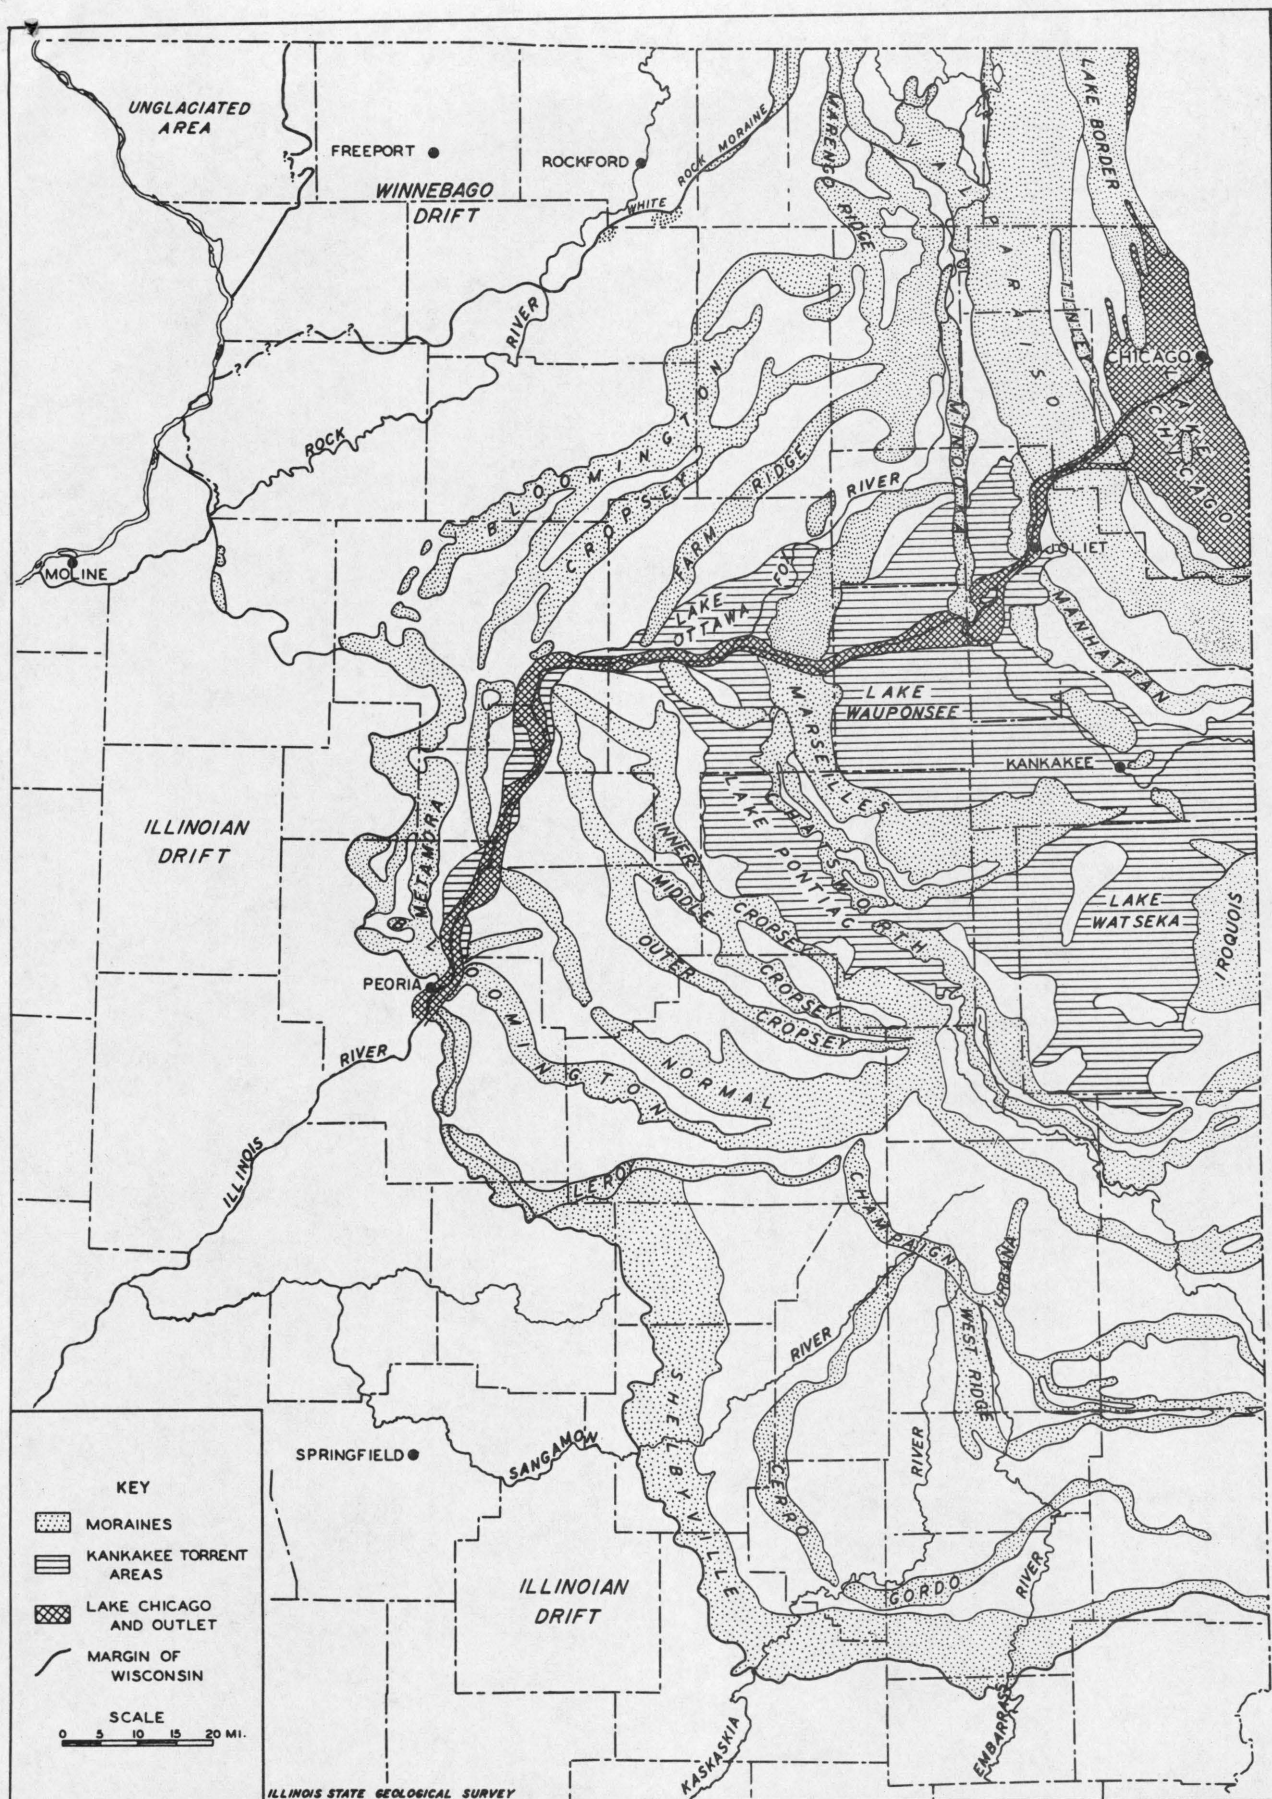 UNGLACIATED
AREA
FREEPORT
ROCKFORD
WINNEBAGO
DRIFT
WHITE ROCK MORAINE
MARENGO RIDGE
VALPARAISO
LAKE BORDER
TINLEY
CHICAGO
LAKE CHICAGO
RIVER
ROCK
MOLINE
BLOOMINGTON
CROPSEY
FARM RIDGE
MINOOKA
RIVER
FOX
LAKE
OTTAWA
JOLIET
MANHATTAN
LAKE
WAUPONSEE
MARSEILLES
KANKAKEE
ILLINOIAN
DRIFT
METAMORA
CHATSWORTH
LAKE PONTIAC
INNER CROPSEY
MIDDLE CROPSEY
OUTER CROPSEY
LAKE
WATSEKA
IROQUOIS
PEORIA
BLOOMINGTON
NORMAL
RIVER
ILLINOIS
LEROY
CHAMPAIGN
URBANA
WEST RIDGE
RIVER
SHELBYVILLE
SPRINGFIELD
SANGAMON
RIVER
CERRO GORDO
RIVER
ILLINOIAN
DRIFT
KASKASKIA
EMBARRASS
KEY
MORAINES
KANKAKEE TORRENT
AREAS
LAKE CHICAGO
AND OUTLET
MARGIN OF
WISCONSIN
SCALE
0 5 10 15 20 MI.
ILLINOIS STATE GEOLOGICAL SURVEY